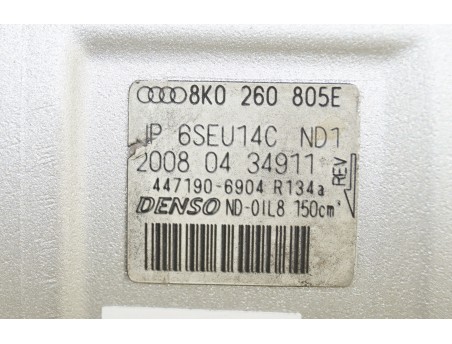 8K0 260 805E
JP 6SEU14C ND1
2008 04 34911
447190-6904 R134a
REV
DENSO ND-OIL8 150cm³